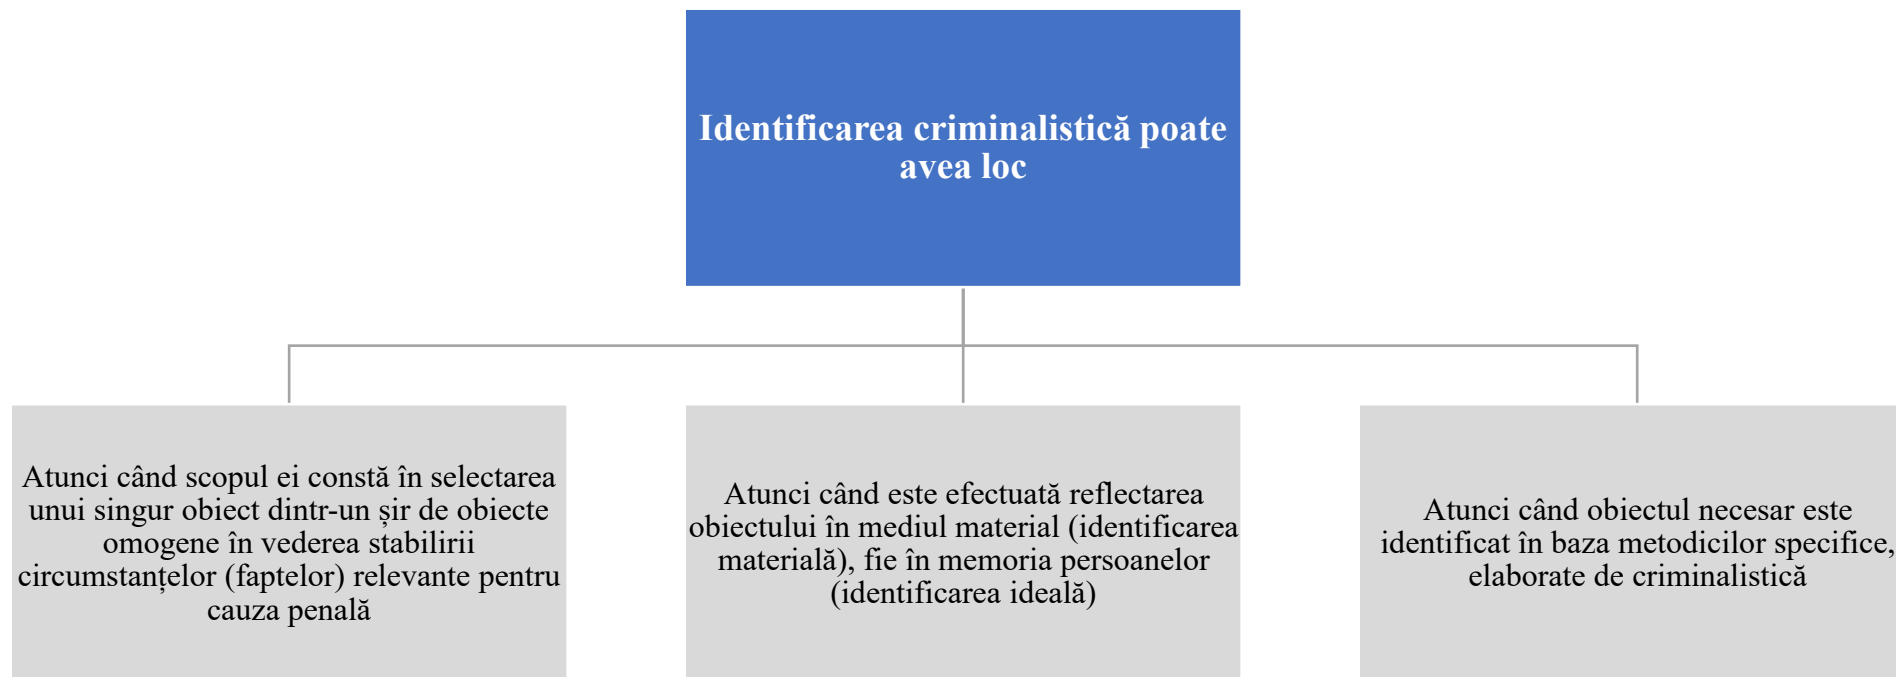 Identificarea criminalistică poate
avea loc
Atunci când scopul ei constă în selectarea
unui singur obiect dintr-un șir de obiecte
omogene în vederea stabilirii
circumstanțelor (faptelor) relevante pentru
cauza penală
Atunci când este efectuată reflectarea
obiectului în mediul material (identificarea
materială), fie în memoria persoanelor
(identificarea ideală)
Atunci când obiectul necesar este
identificat în baza metodicilor specifice,
elaborate de criminalistică